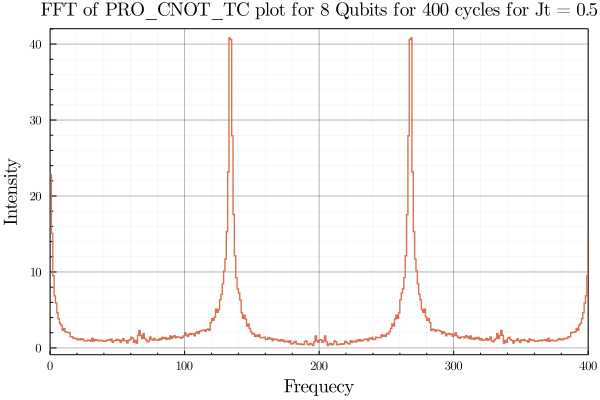 FFT of PRO_CNOT_TC plot for 8 Qubits for 400 cycles for Jt = 0.5
40
30
20
10
0
Intensity
0 100 200 300 400
Frequecy